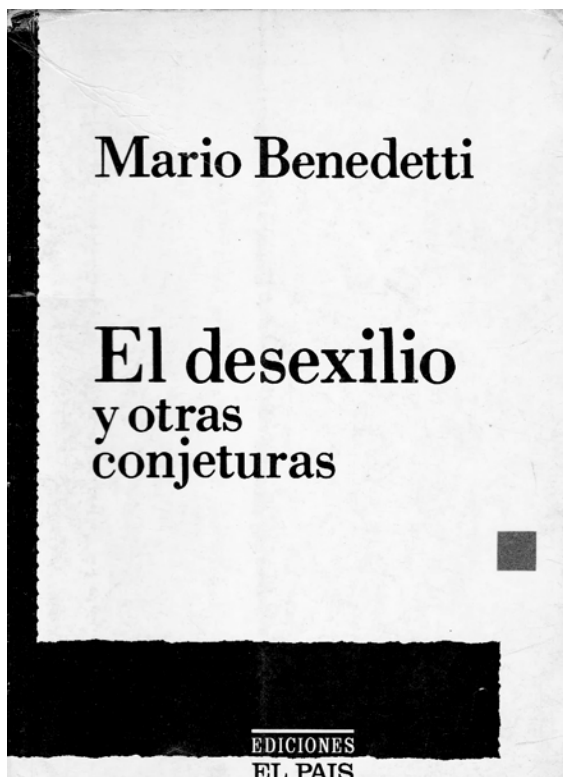 Mario Benedetti
El desexilio
y otras
conjeturas
EDICIONES
EL PAIS